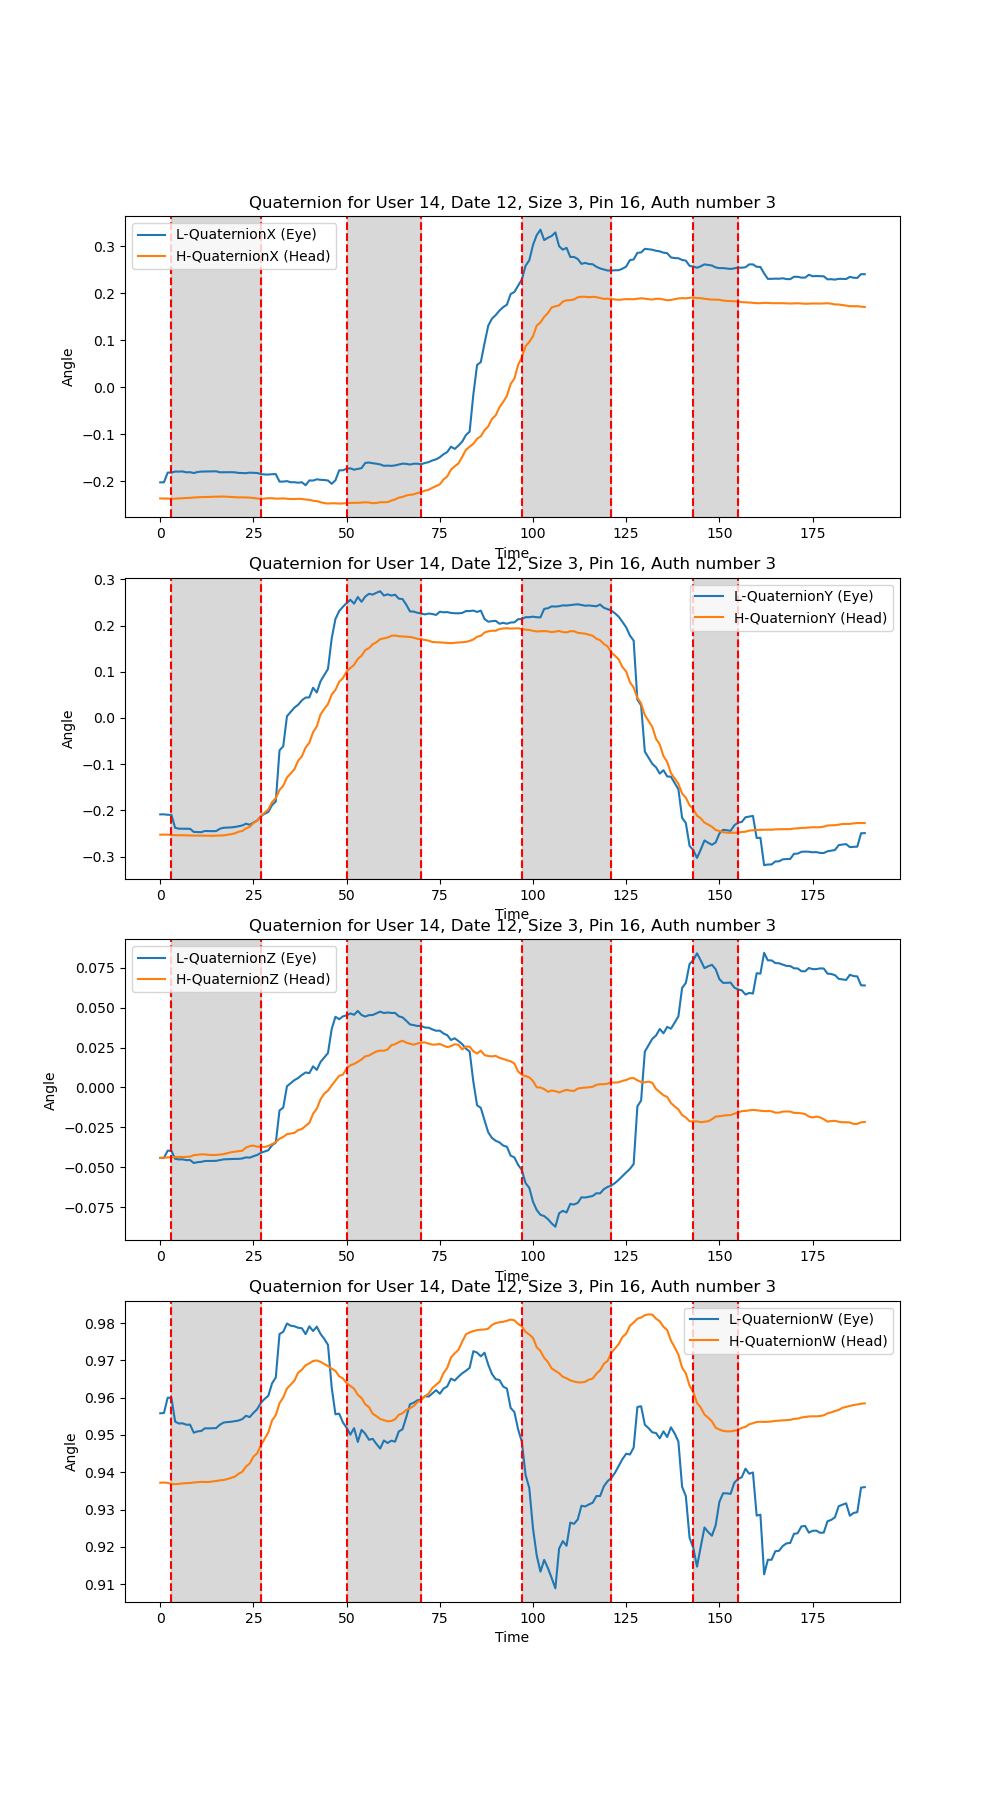 Quaternion for User 14, Date 12, Size 3, Pin 16, Auth number 3
L-QuaternionX (Eye)
H-QuaternionX (Head)
Angle
0.3
0.2
0.1
0.0
−0.1
−0.2
0 25 50 75 100 125 150 175
Time
Quaternion for User 14, Date 12, Size 3, Pin 16, Auth number 3
L-QuaternionY (Eye)
H-QuaternionY (Head)
Angle
0.3
0.2
0.1
0.0
−0.1
−0.2
−0.3
0 25 50 75 100 125 150 175
Time
Quaternion for User 14, Date 12, Size 3, Pin 16, Auth number 3
L-QuaternionZ (Eye)
H-QuaternionZ (Head)
Angle
0.075
0.050
0.025
0.000
−0.025
−0.050
−0.075
0 25 50 75 100 125 150 175
Time
Quaternion for User 14, Date 12, Size 3, Pin 16, Auth number 3
L-QuaternionW (Eye)
H-QuaternionW (Head)
Angle
0.98
0.97
0.96
0.95
0.94
0.93
0.92
0.91
0 25 50 75 100 125 150 175
Time